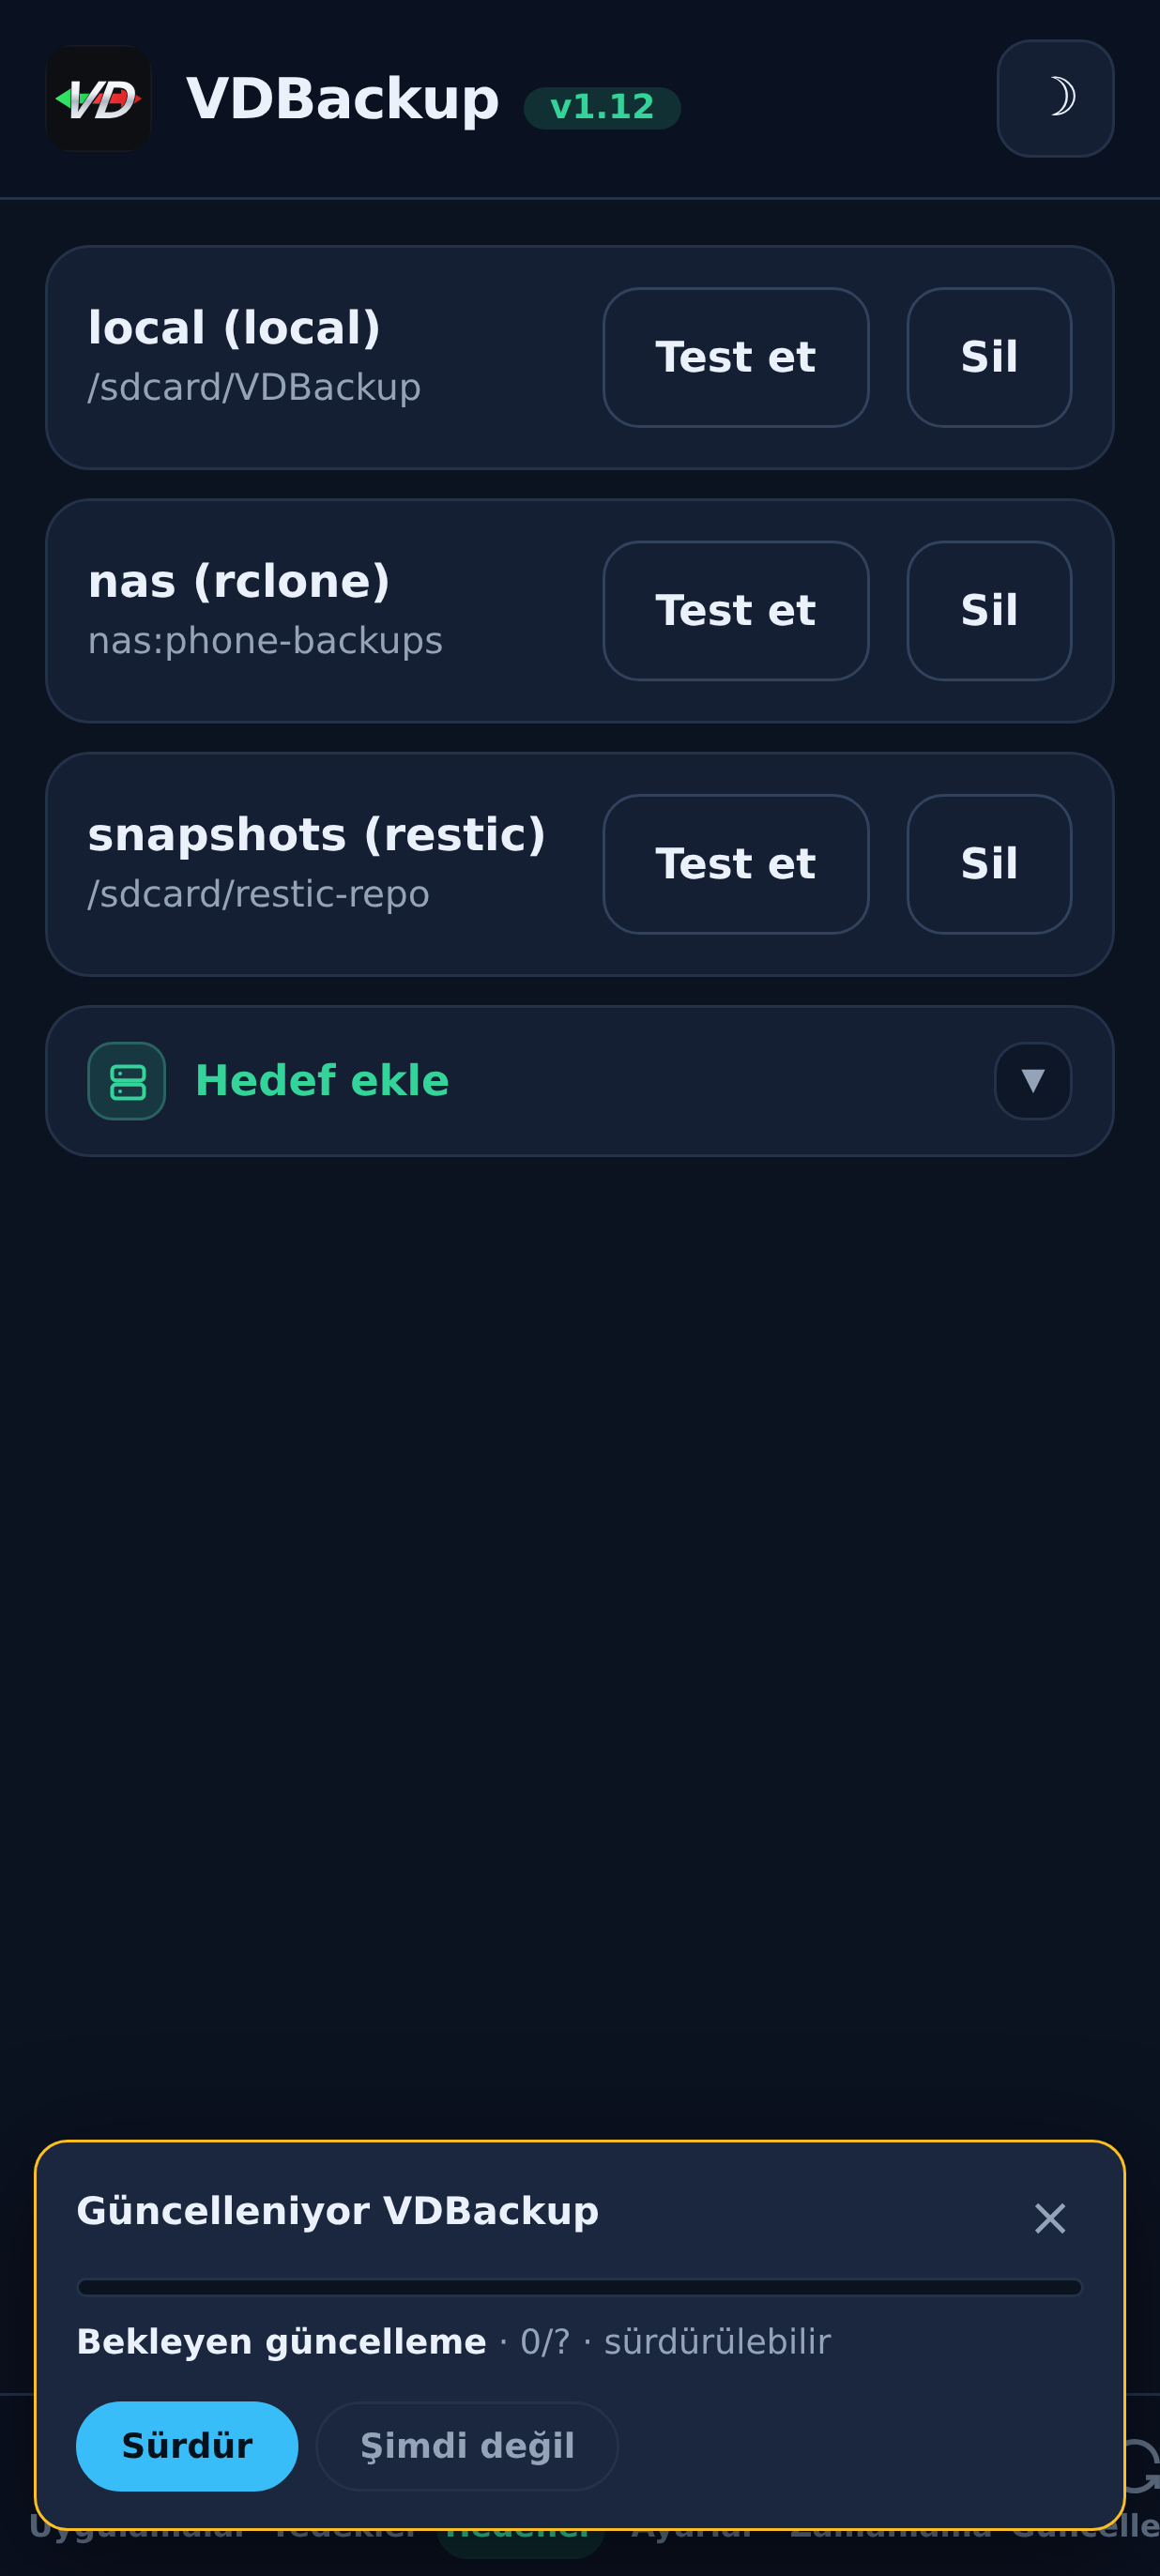 VD VDBackup v1.12
local (local)
/sdcard/VDBackup
Test et
Sil
nas (rclone)
nas:phone-backups
Test et
Sil
snapshots (restic)
/sdcard/restic-repo
Test et
Sil
Hedef ekle
Güncelleniyor VDBackup
Bekleyen güncelleme · 0/? · sürdürülebilir
Sürdür
Şimdi değil